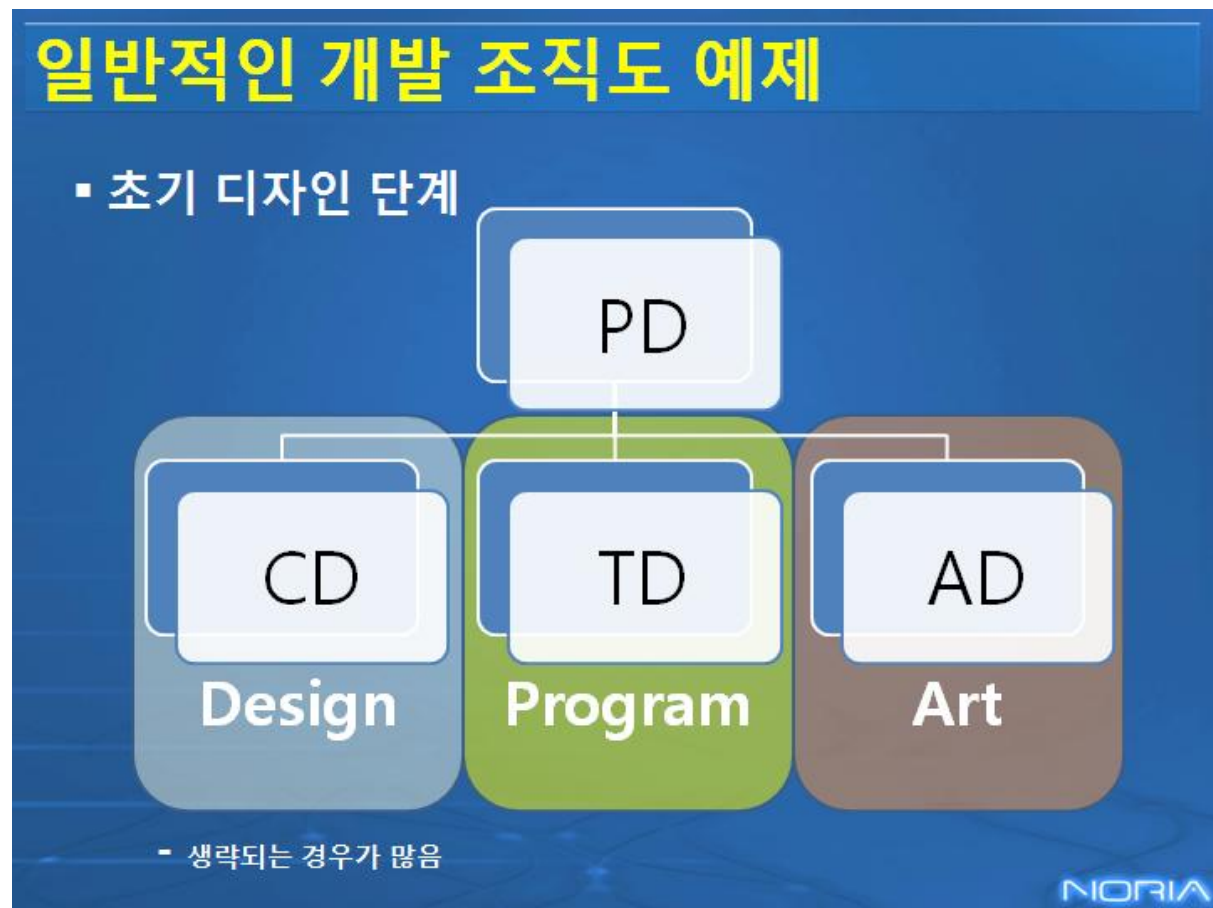 일반적인 개발 조직도 예제
▪ 초기 디자인 단계
PD
CD
TD
AD
Design
Program
Art
- 생략되는 경우가 많음
NORIA